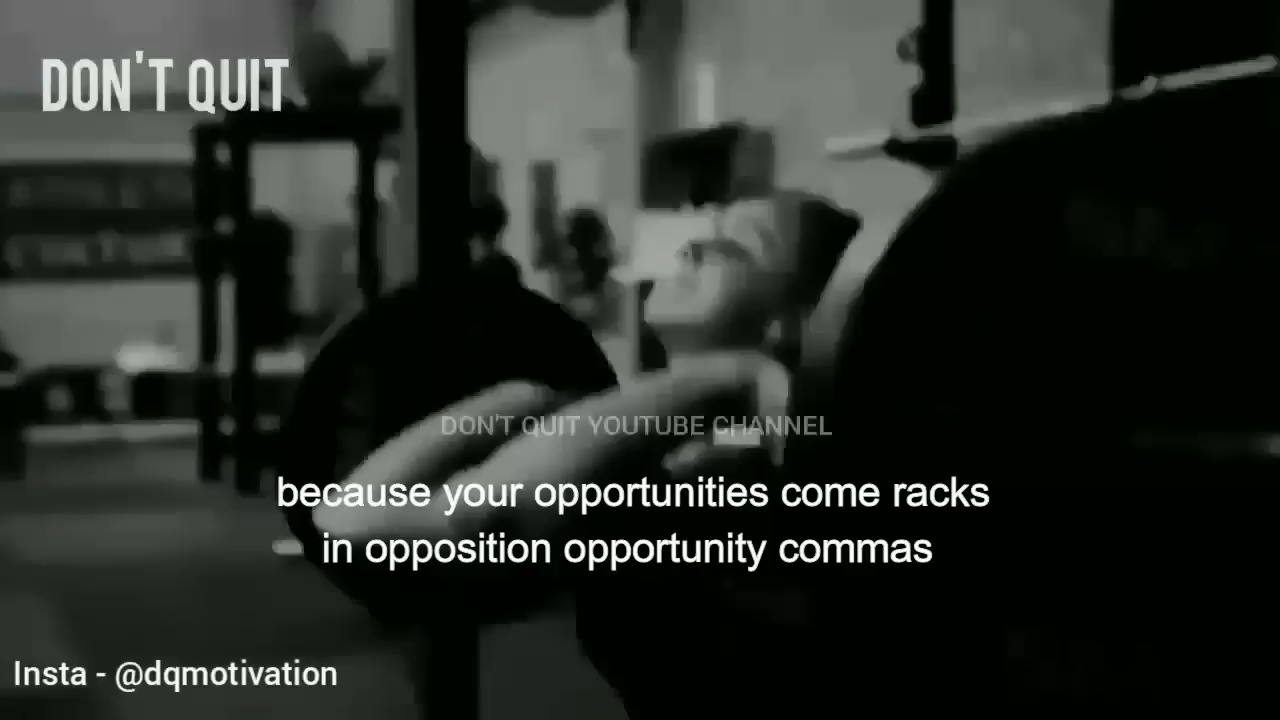 DON'T QUIT
DON'T QUIT YOUTUBE CHANNEL
because your opportunities come racks
in opposition opportunity commas
Insta - @dqmotivation